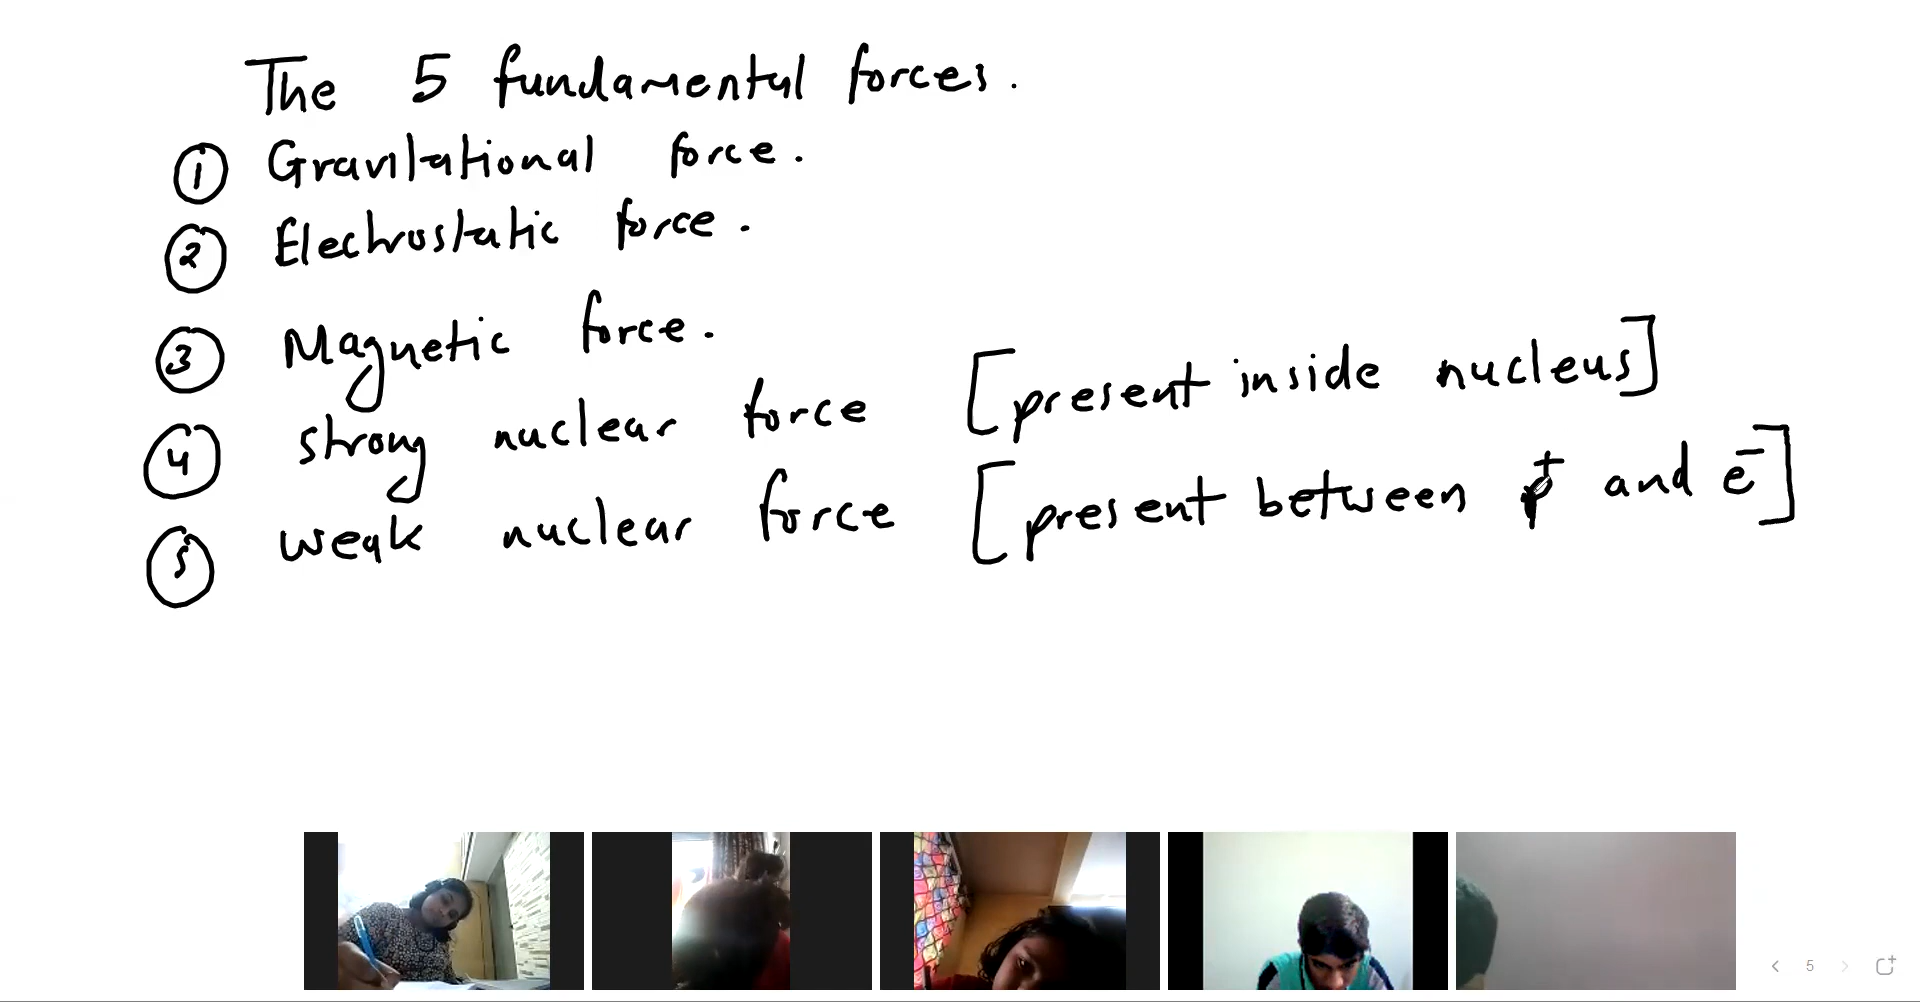 The 5 fundamental forces.
1 Gravitational force.
2 Electrostatic force.
3 Magnetic force.
4 strong nuclear force [present inside nucleus]
5 weak nuclear force [present between p+ and e-]
5